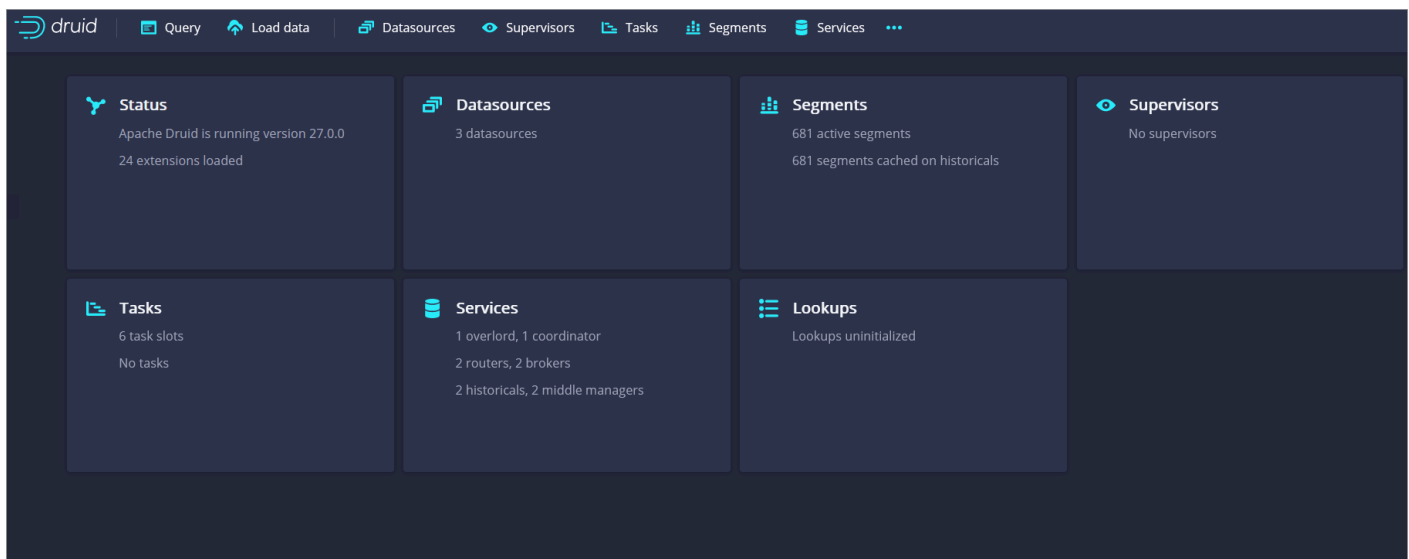 druid Query Load data Datasources Supervisors Tasks Segments Services
Status
Apache Druid is running version 27.0.0
24 extensions loaded
Datasources
3 datasources
Segments
681 active segments
681 segments cached on historicals
Supervisors
No supervisors
Tasks
6 task slots
No tasks
Services
1 overlord, 1 coordinator
2 routers, 2 brokers
2 historicals, 2 middle managers
Lookups
Lookups uninitialized